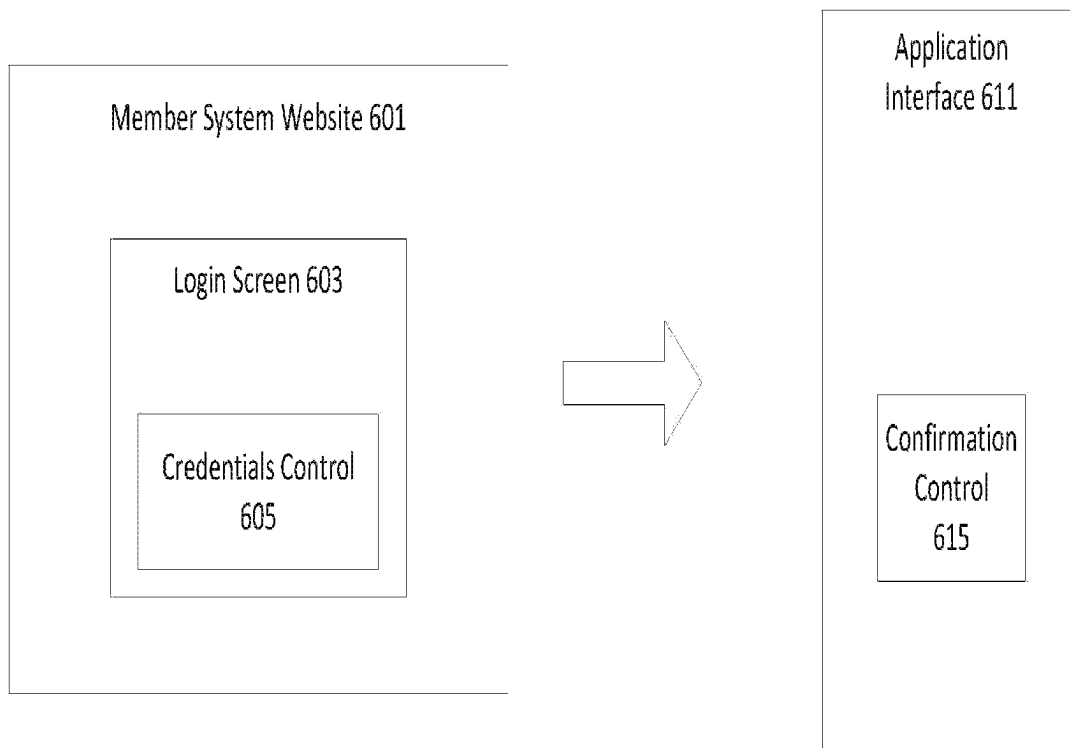 Member System Website 601
Login Screen 603
Credentials Control
605
Application
Interface 611
Confirmation
Control
615